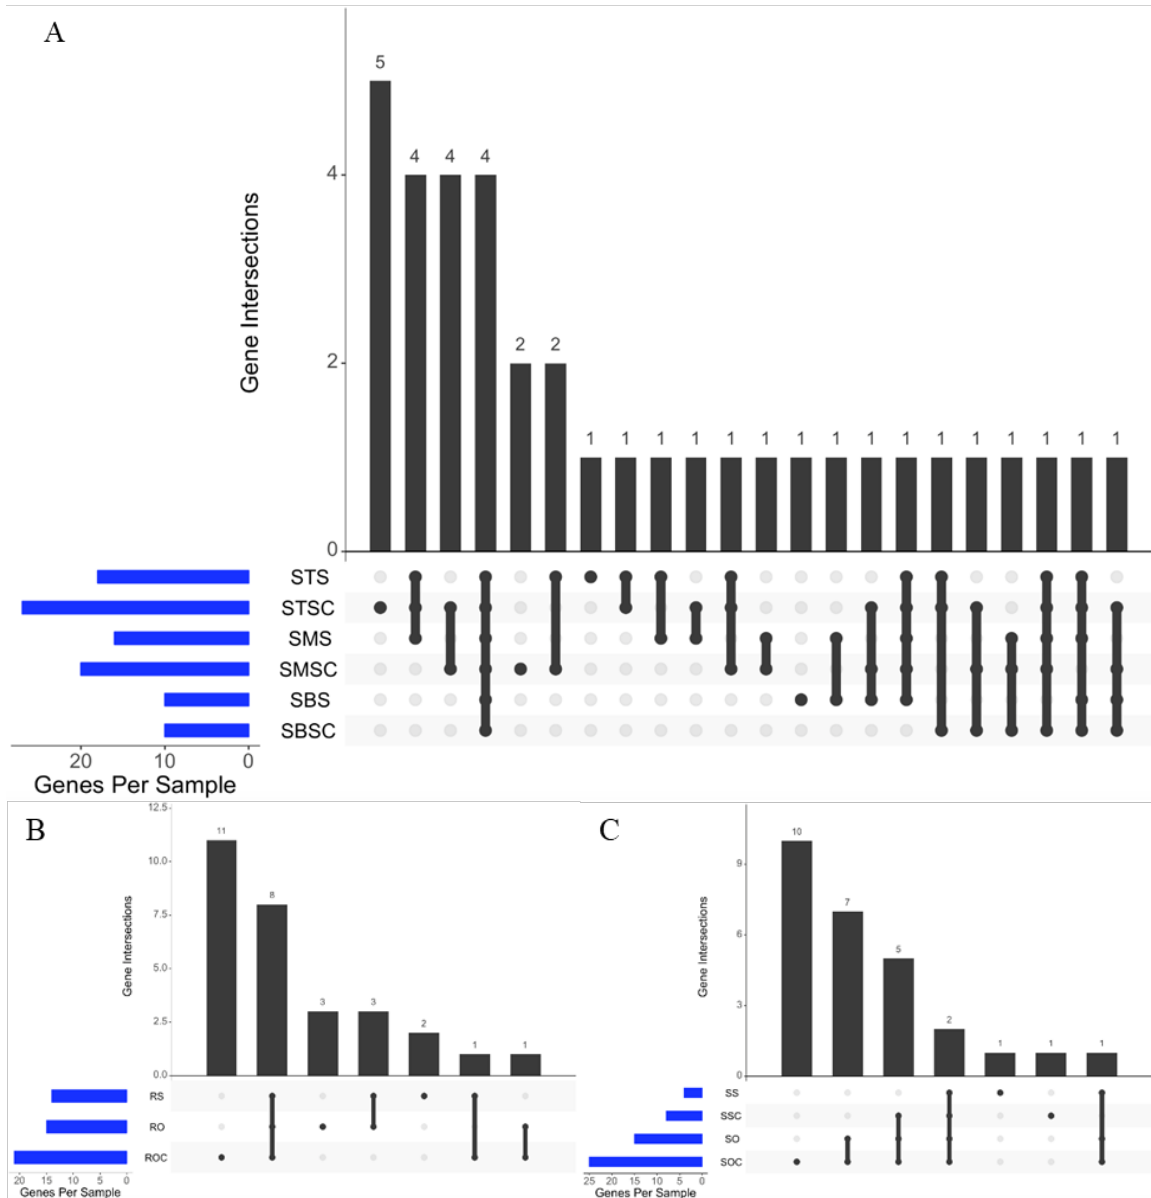 A
Gene Intersections
5
4 4 4
2 2
1 1 1 1 1 1 1 1 1 1 1 1 1 1 1 1
4
2
0
STS
STSC
SMS
SMSC
SBS
SBSC
20 10 0
Genes Per Sample
B
Gene Intersections
12.5
10.0
7.5
5.0
2.5
0.0
11 8 3 3 2 1 1
RS
RO
ROC
20 15 10 5 0
Genes Per Sample
C
Gene Intersections
9
6
3
0
10 7 5 2 1 1 1
SS
SSC
SO
SOC
25 20 15 10 5 0
Genes Per Sample